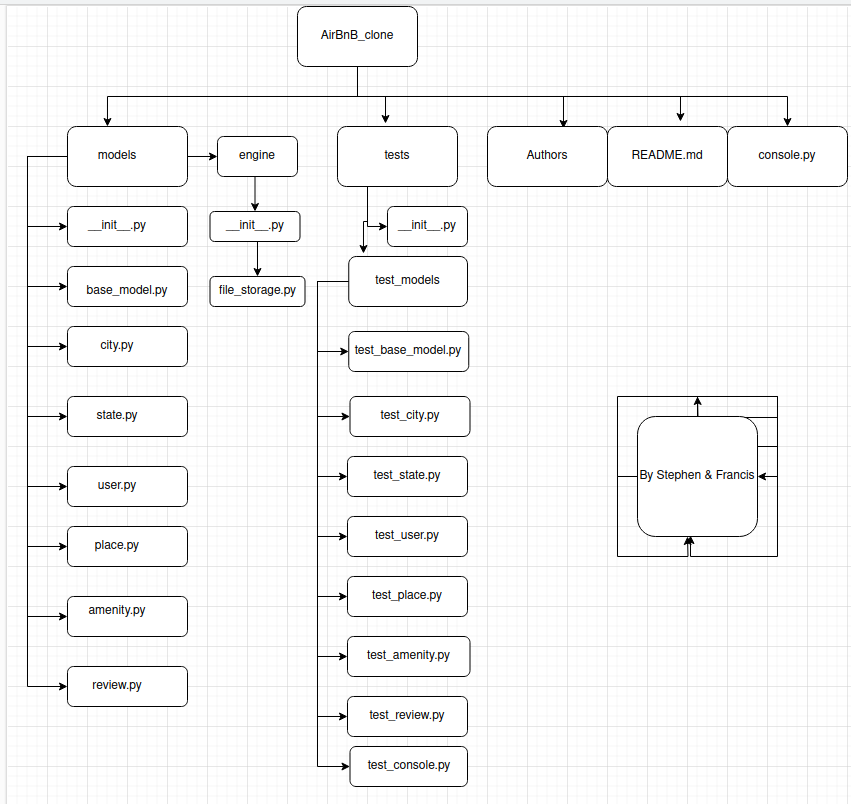 AirBnB_clone
models
engine
tests
Authors
README.md
console.py
__init__.py
__init__.py
__init__.py
base_model.py
file_storage.py
test_models
city.py
test_base_model.py
state.py
test_city.py
user.py
test_state.py
By Stephen & Francis
place.py
test_user.py
amenity.py
test_place.py
review.py
test_amenity.py
test_review.py
test_console.py